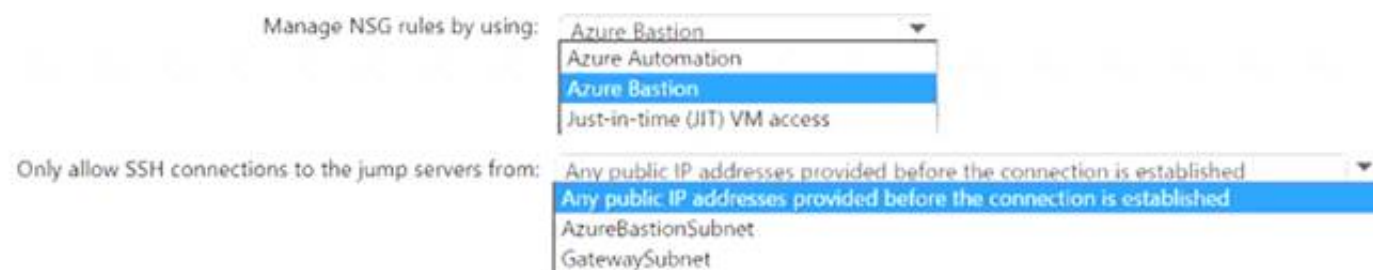 Manage NSG rules by using: Azure Bastion
Azure Automation
Azure Bastion
Just-in-time (JIT) VM access
Only allow SSH connections to the jump servers from: Any public IP addresses provided before the connection is established
Any public IP addresses provided before the connection is established
AzureBastionSubnet
GatewaySubnet